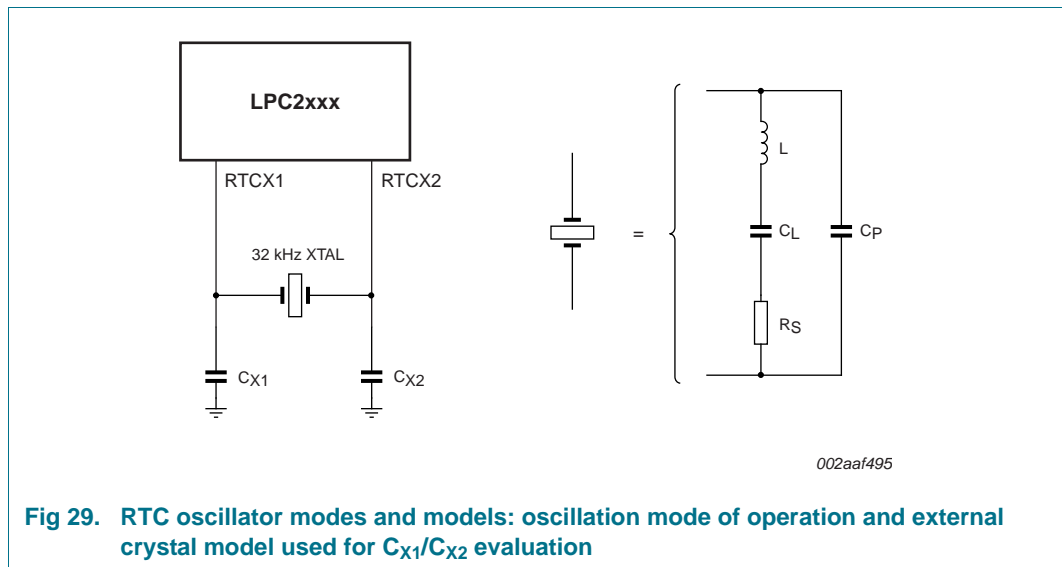 LPC2xxx
RTCX1
RTCX2
32 kHz XTAL
CX1
CX2
=
L
CL
CP
RS
002aaf495
Fig 29. RTC oscillator modes and models: oscillation mode of operation and external
crystal model used for CX1/CX2 evaluation